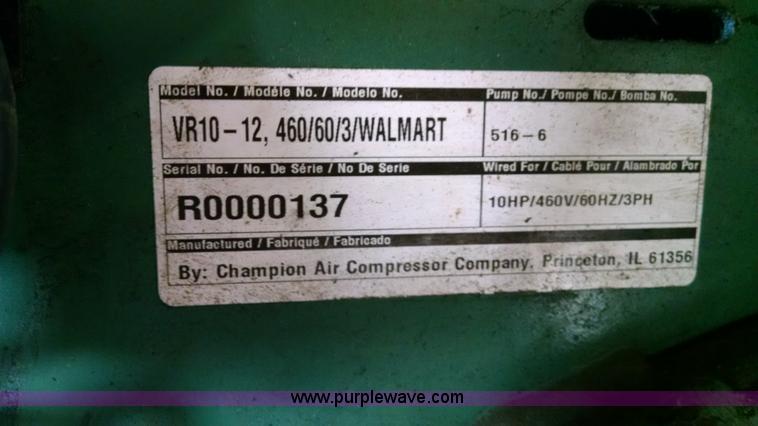 Model No. / Modéle No. / Modelo No.
VR10-12, 460/60/3/WALMART
Pump No./ Pompe No./ Bomba No.
516-6
Serial No. / No. De Série / No De Serie
R0000137
Wired For / Cablé Pour / Alambrado Por
10HP/460V/60HZ/3PH
Manufactured / Fabriqué / Fabricado
By: Champion Air Compressor Company. Princeton, IL 61356
www.purplewave.com